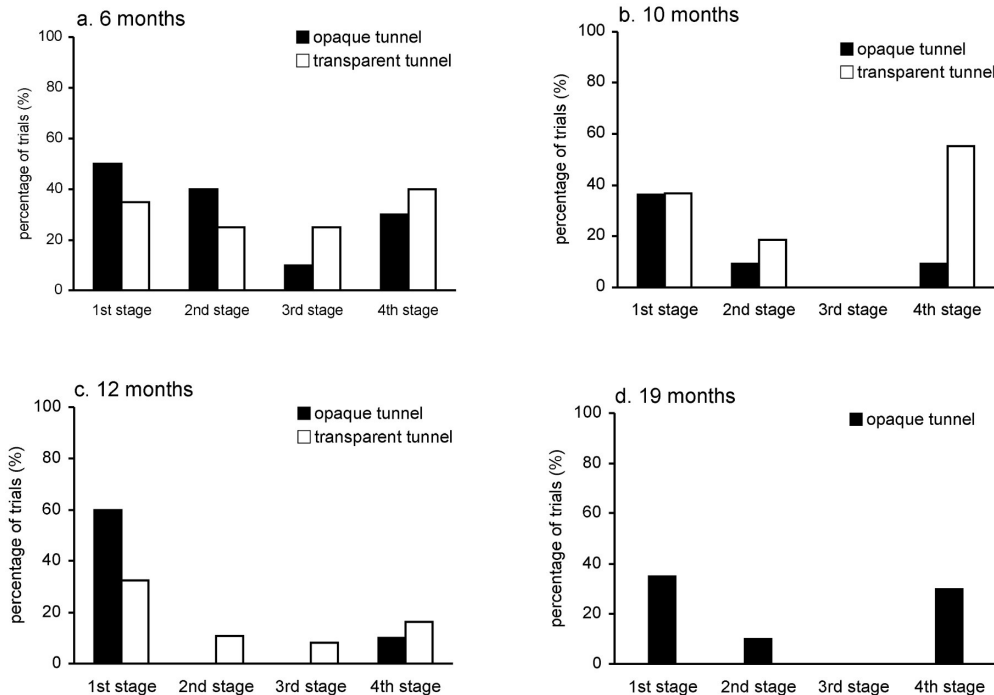 a. 6 months
opaque tunnel
transparent tunnel
percentage of trials (%)
100
80
60
40
20
0
1st stage 2nd stage 3rd stage 4th stage
b. 10 months
opaque tunnel
transparent tunnel
percentage of trials (%)
100
80
60
40
20
0
1st stage 2nd stage 3rd stage 4th stage
c. 12 months
opaque tunnel
transparent tunnel
percentage of trials (%)
100
80
60
40
20
0
1st stage 2nd stage 3rd stage 4th stage
d. 19 months
opaque tunnel
percentage of trials (%)
100
80
60
40
20
0
1st stage 2nd stage 3rd stage 4th stage